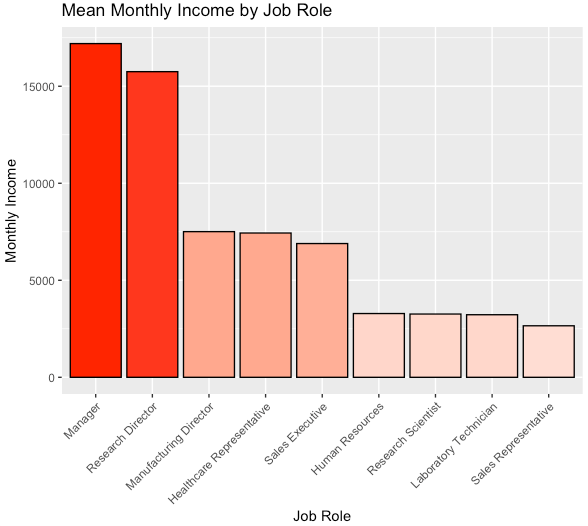 Mean Monthly Income by Job Role
Monthly Income
15000
10000
5000
0
Manager
Research Director
Manufacturing Director
Healthcare Representative
Sales Executive
Human Resources
Research Scientist
Laboratory Technician
Sales Representative
Job Role